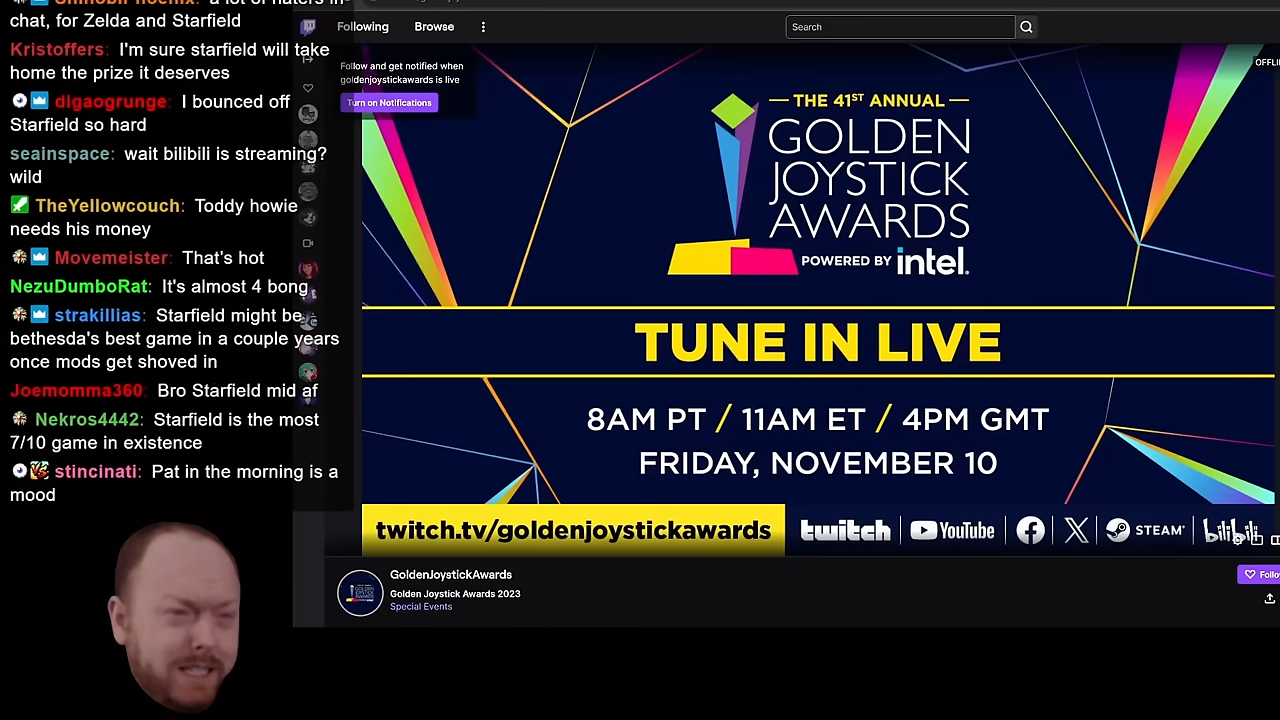 chat, for Zelda and Starfield
Kristoffers: I'm sure starfield will take
home the prize it deserves
dlgaogrunge: I bounced off
Starfield so hard
seainspace: wait bilibili is streaming?
wild
TheYellowcouch: Toddy howie
needs his money
Movemeister: That's hot
NezuDumboRat: It's almost 4 bong
strakillias: Starfield might be
bethesda's best game in a couple years
once mods get shoved in
Joemomma360: Bro Starfield mid af
Nekros4442: Starfield is the most
7/10 game in existence
stincinati: Pat in the morning is a
mood
Following
Browse
Search
Follow and get notified when
goldenjoystickawards is live
Turn on Notifications
THE 41ST ANNUAL
GOLDEN
JOYSTICK
AWARDS
POWERED BY intel.
TUNE IN LIVE
8AM PT / 11AM ET / 4PM GMT
FRIDAY, NOVEMBER 10
twitch.tv/goldenjoystickawards
twitch
YouTube
STEAM
bilibili
GoldenJoystickAwards
Golden Joystick Awards 2023
Special Events